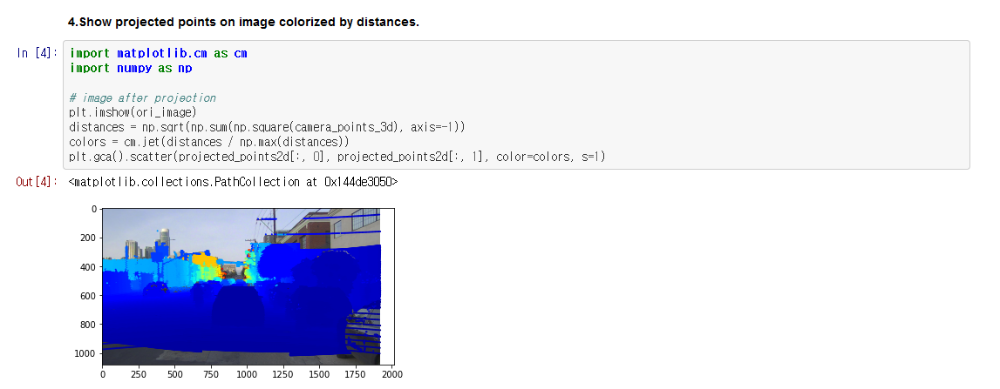 4.Show projected points on image colorized by distances.
In [4]: import matplotlib.cm as cm
import numpy as np
# image after projection
plt.imshow(ori_image)
distances = np.sqrt(np.sum(np.square(camera_points_3d), axis=-1))
colors = cm.jet(distances / np.max(distances))
plt.gca().scatter(projected_points2d[:, 0], projected_points2d[:, 1], color=colors, s=1)
Out[4]: <matplotlib.collections.PathCollection at 0x144de3050>
0
200
400
600
800
1000
0 250 500 750 1000 1250 1500 1750 2000